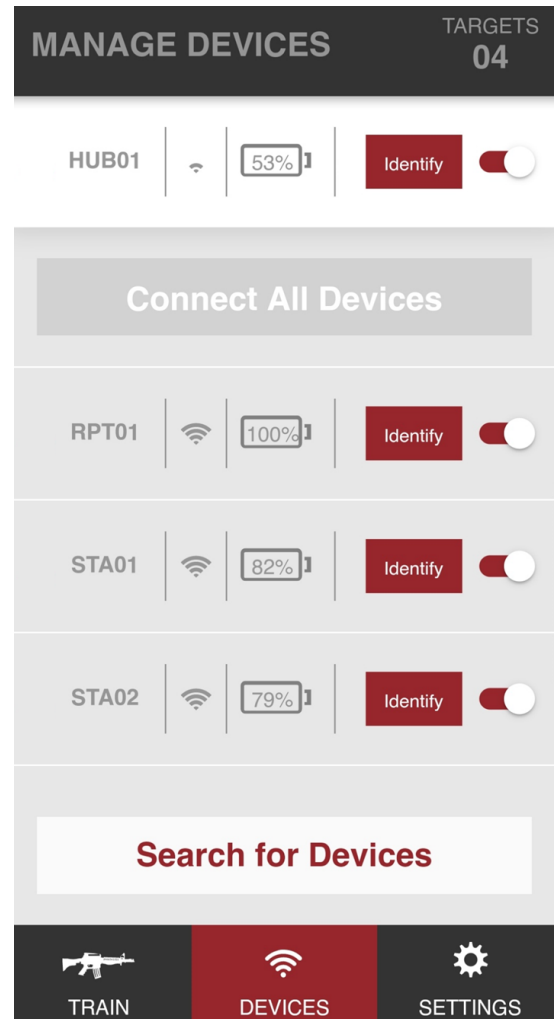 MANAGE DEVICES
TARGETS
04
HUB01 53% Identify
Connect All Devices
RPT01 100% Identify
STA01 82% Identify
STA02 79% Identify
Search for Devices
TRAIN DEVICES SETTINGS